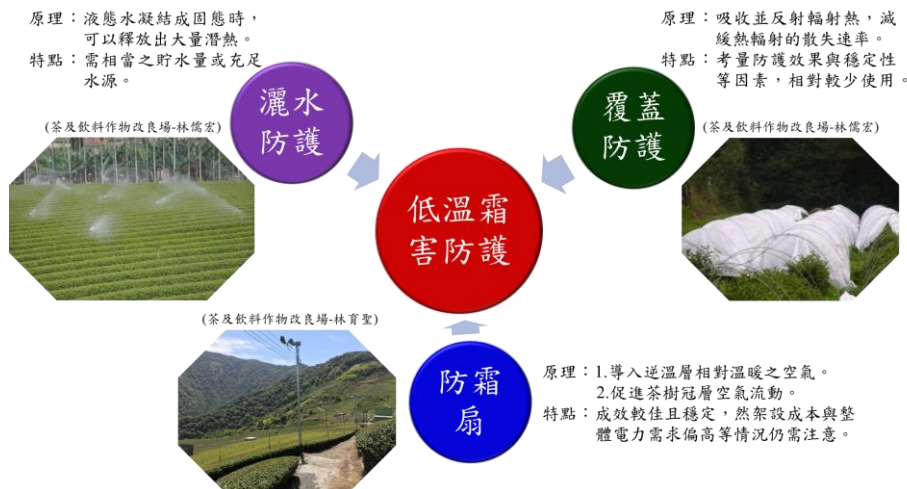 原理：液態水凝結成固態時，
可以釋放出大量潛熱。
特點：需相當之貯水量或充足
水源。
灑水
防護
(茶及飲料作物改良場-林儒宏)
原理：吸收並反射輻射熱，減
緩熱輻射的散失速率。
特點：考量防護效果與穩定性
等因素，相對較少使用。
覆蓋
防護
(茶及飲料作物改良場-林儒宏)
低溫霜
害防護
(茶及飲料作物改良場-林育聖)
防霜
扇
原理：1.導入逆溫層相對溫暖之空氣。
2.促進茶樹冠層空氣流動。
特點：成效較佳且穩定，然架設成本與整
體電力需求偏高等情況仍需注意。